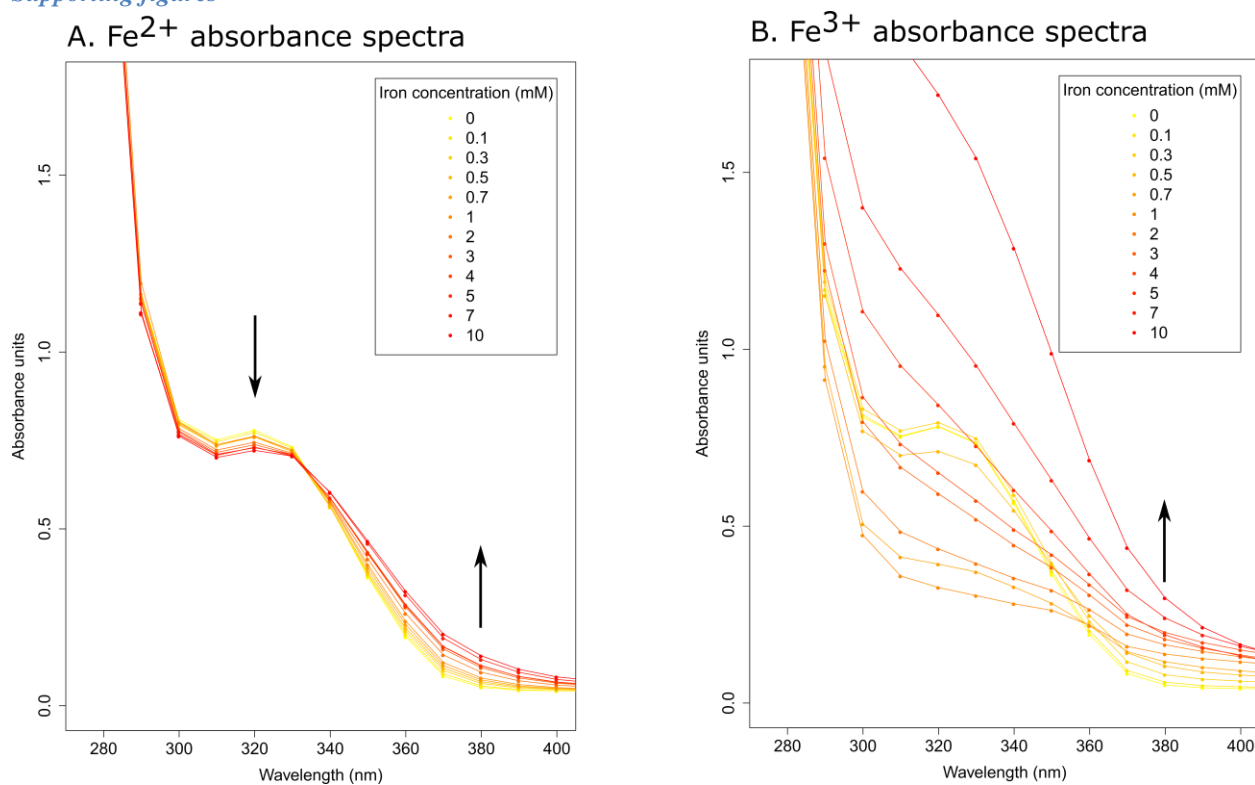 Supporting figures
A. Fe2+ absorbance spectra
Iron concentration (mM)
0
0.1
0.3
0.5
0.7
1
2
3
4
5
7
10
Absorbance units
0.0
0.5
1.0
1.5
280 300 320 340 360 380 400
Wavelength (nm)
B. Fe3+ absorbance spectra
Iron concentration (mM)
0
0.1
0.3
0.5
0.7
1
2
3
4
5
7
10
Absorbance units
0.0
0.5
1.0
1.5
280 300 320 340 360 380 400
Wavelength (nm)